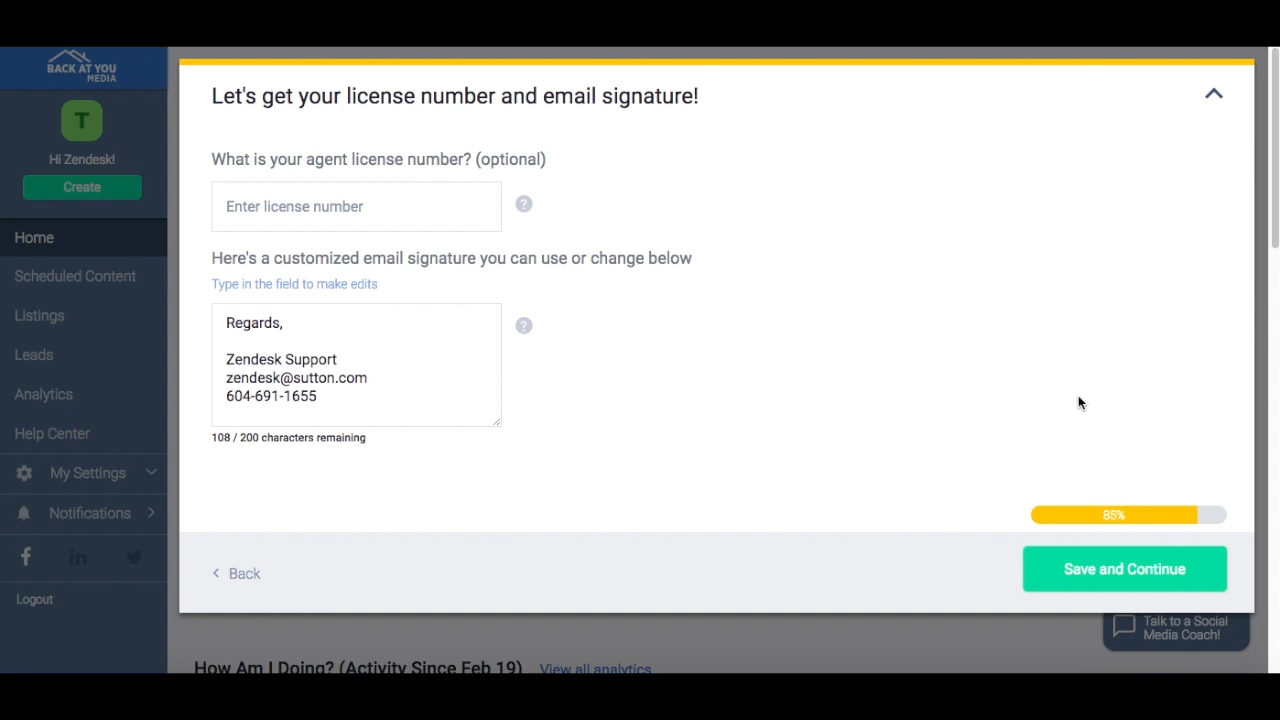 BACK AT YOU
MEDIA
T
Hi Zendesk!
Create
Home
Scheduled Content
Listings
Leads
Analytics
Help Center
My Settings
Notifications
Logout
Let's get your license number and email signature!
What is your agent license number? (optional)
Enter license number
?
Here's a customized email signature you can use or change below
Type in the field to make edits
Regards,
Zendesk Support
zendesk@sutton.com
604-691-1655
?
108 / 200 characters remaining
85%
Back
Save and Continue
Talk to a Social
Media Coach!
How Am I Doing? (Activity Since Feb 19) View all analytics